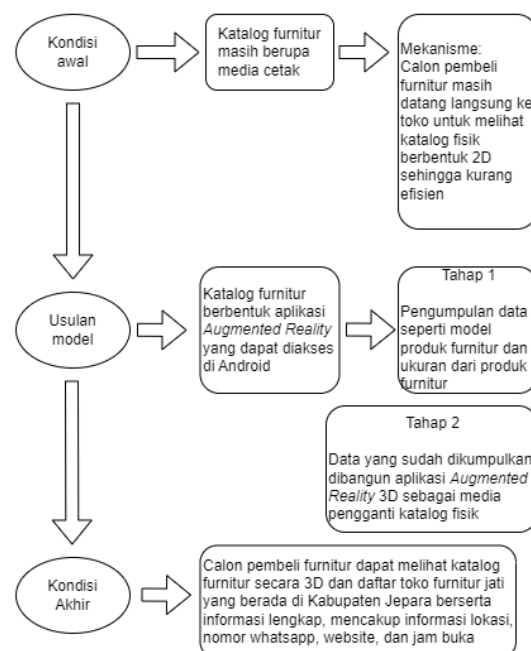 Kondisi
awal
Katalog furnitur
masih berupa
media cetak
Mekanisme:
Calon pembeli
furnitur masih
datang langsung ke
toko untuk melihat
katalog fisik
berbentuk 2D
sehingga kurang
efisien
Usulan
model
Katalog furnitur
berbentuk aplikasi
Augmented Reality
yang dapat diakses
di Android
Tahap 1
Pengumpulan data
seperti model
produk furnitur dan
ukuran dari produk
furnitur
Tahap 2
Data yang sudah dikumpulkan
dibangun aplikasi Augmented
Reality 3D sebagai media
pengganti katalog fisik
Kondisi
Akhir
Calon pembeli furnitur dapat melihat katalog
furnitur secara 3D dan daftar toko furnitur jati
yang berada di Kabupaten Jepara berserta
informasi lengkap, mencakup informasi lokasi,
nomor whatsapp, website, dan jam buka